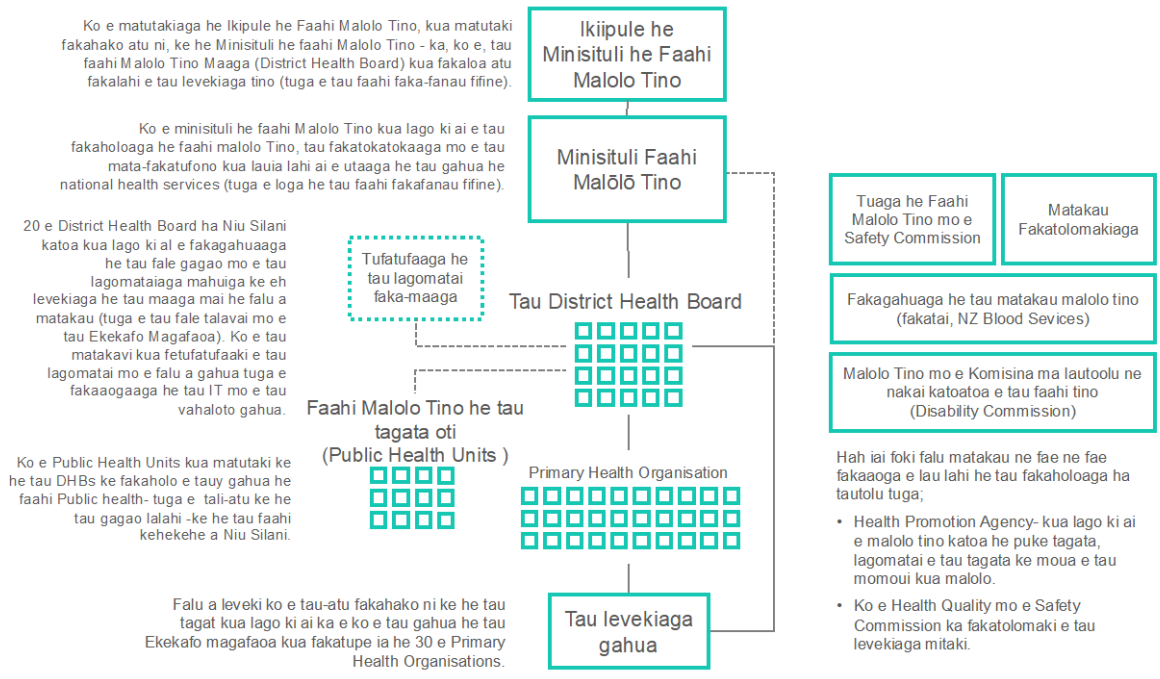 Ko e matutakiaga he Ikipule he Faahi Malolo Tino, kua matutaki
fakahako atu ni, ke he Minisituli he faahi Malolo Tino - ka, ko e, tau
faahi Malolo Tino Maaga (District Health Board) kua fakaloa atu
fakalahi e tau levekiaga tino (tuga e tau faahi faka-fanau fifine).
Ikiipule he
Minisituli he Faahi
Malolo Tino
Ko e minisituli he faahi Malolo Tino kua lago ki ai e tau
fakaholoaga he faahi malolo Tino, tau fakatokatokaaga mo e tau
mata-fakatufono kua lauia lahi ai e utaaga he tau gahua he
national health services (tuga e loga he tau faahi fakafanau fifine).
Minisituli Faahi
Malōlō Tino
20 e District Health Board ha Niu Silani
katoa kua lago ki al e fakagahuaaga
he tau fale gagao mo e tau
lagomataiaga mahuiga ke eh
levekiaga he tau maaga mai he falu a
matakau (tuga e tau fale talavai mo e
tau Ekekafo Magafaoa). Ko e tau
matakavi kua fetufatufaaki e tau
lagomatai mo e falu a gahua tuga e
fakaaogaaga he tau IT mo e tau
vahaloto gahua.
Tufatufaaga he
tau lagomatai
faka-maaga
Tau District Health Board
Faahi Malolo Tino he tau
tagata oti
(Public Health Units )
Ko e Public Health Units kua matutaki ke
he tau DHBs ke fakaholo e tauy gahua he
faahi Public health- tuga e tali-atu ke he
tau gagao lalahi -ke he tau faahi
kehekehe a Niu Silani.
Primary Health Organisation
Falu a leveki ko e tau-atu fakahako ni ke he tau
tagat kua lago ki ai ka e ko e tau gahua he tau
Ekekafo magafaoa kua fakatupe ia he 30 e Primary
Health Organisations.
Tau levekiaga
gahua
Tuaga he Faahi
Malolo Tino mo e
Safety Commission
Matakau
Fakatolomakiaga
Fakagahuaga he tau matakau malolo tino
(fakatai, NZ Blood Sevices)
Malolo Tino mo e Komisina ma lautoolu ne
nakai katoatoa e tau faahi tino
(Disability Commission)
Hah iai foki falu matakau ne fae ne fae
fakaaoga e lau lahi he tau fakaholoaga ha
tautolu tuga;
• Health Promotion Agency- kua lago ki ai
e malolo tino katoa he puke tagata,
lagomatai e tau tagata ke moua e tau
momoui kua malolo.
• Ko e Health Quality mo e Safety
Commission ka fakatolomaki e tau
levekiaga mitaki.